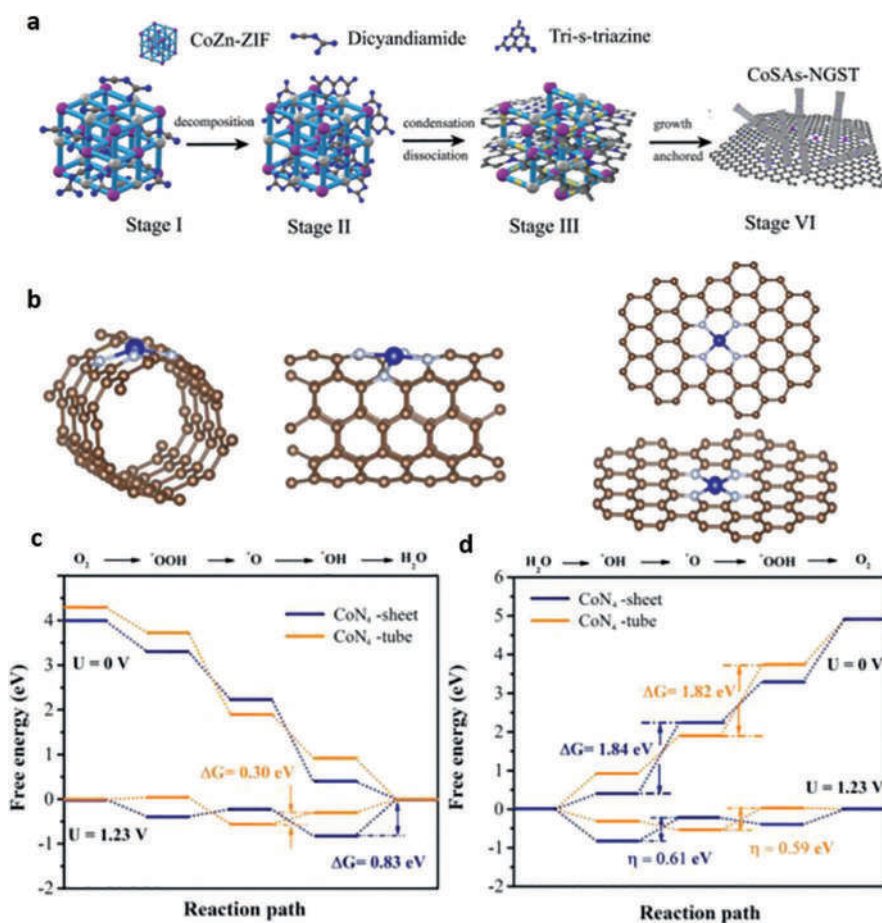 a
CoZn-ZIF Dicyandiamide Tri-s-triazine
CoSAs-NGST
decomposition condensation growth
dissociation anchored
Stage I Stage II Stage III Stage VI
b
c
O₂ *OOH *O *OH H₂O
CoN₄ -sheet
CoN₄ -tube
U = 0 V
ΔG= 0.30 eV
U = 1.23 V
ΔG= 0.83 eV
Free energy (eV)
4
3
2
1
0
-1
-2
Reaction path
d
H₂O *OH *O *OOH O₂
CoN₄ -sheet
CoN₄ -tube
U = 0 V
ΔG= 1.82 eV
ΔG= 1.84 eV
U = 1.23 V
η = 0.61 eV η = 0.59 eV
Free energy (eV)
6
5
4
3
2
1
0
-1
-2
Reaction path